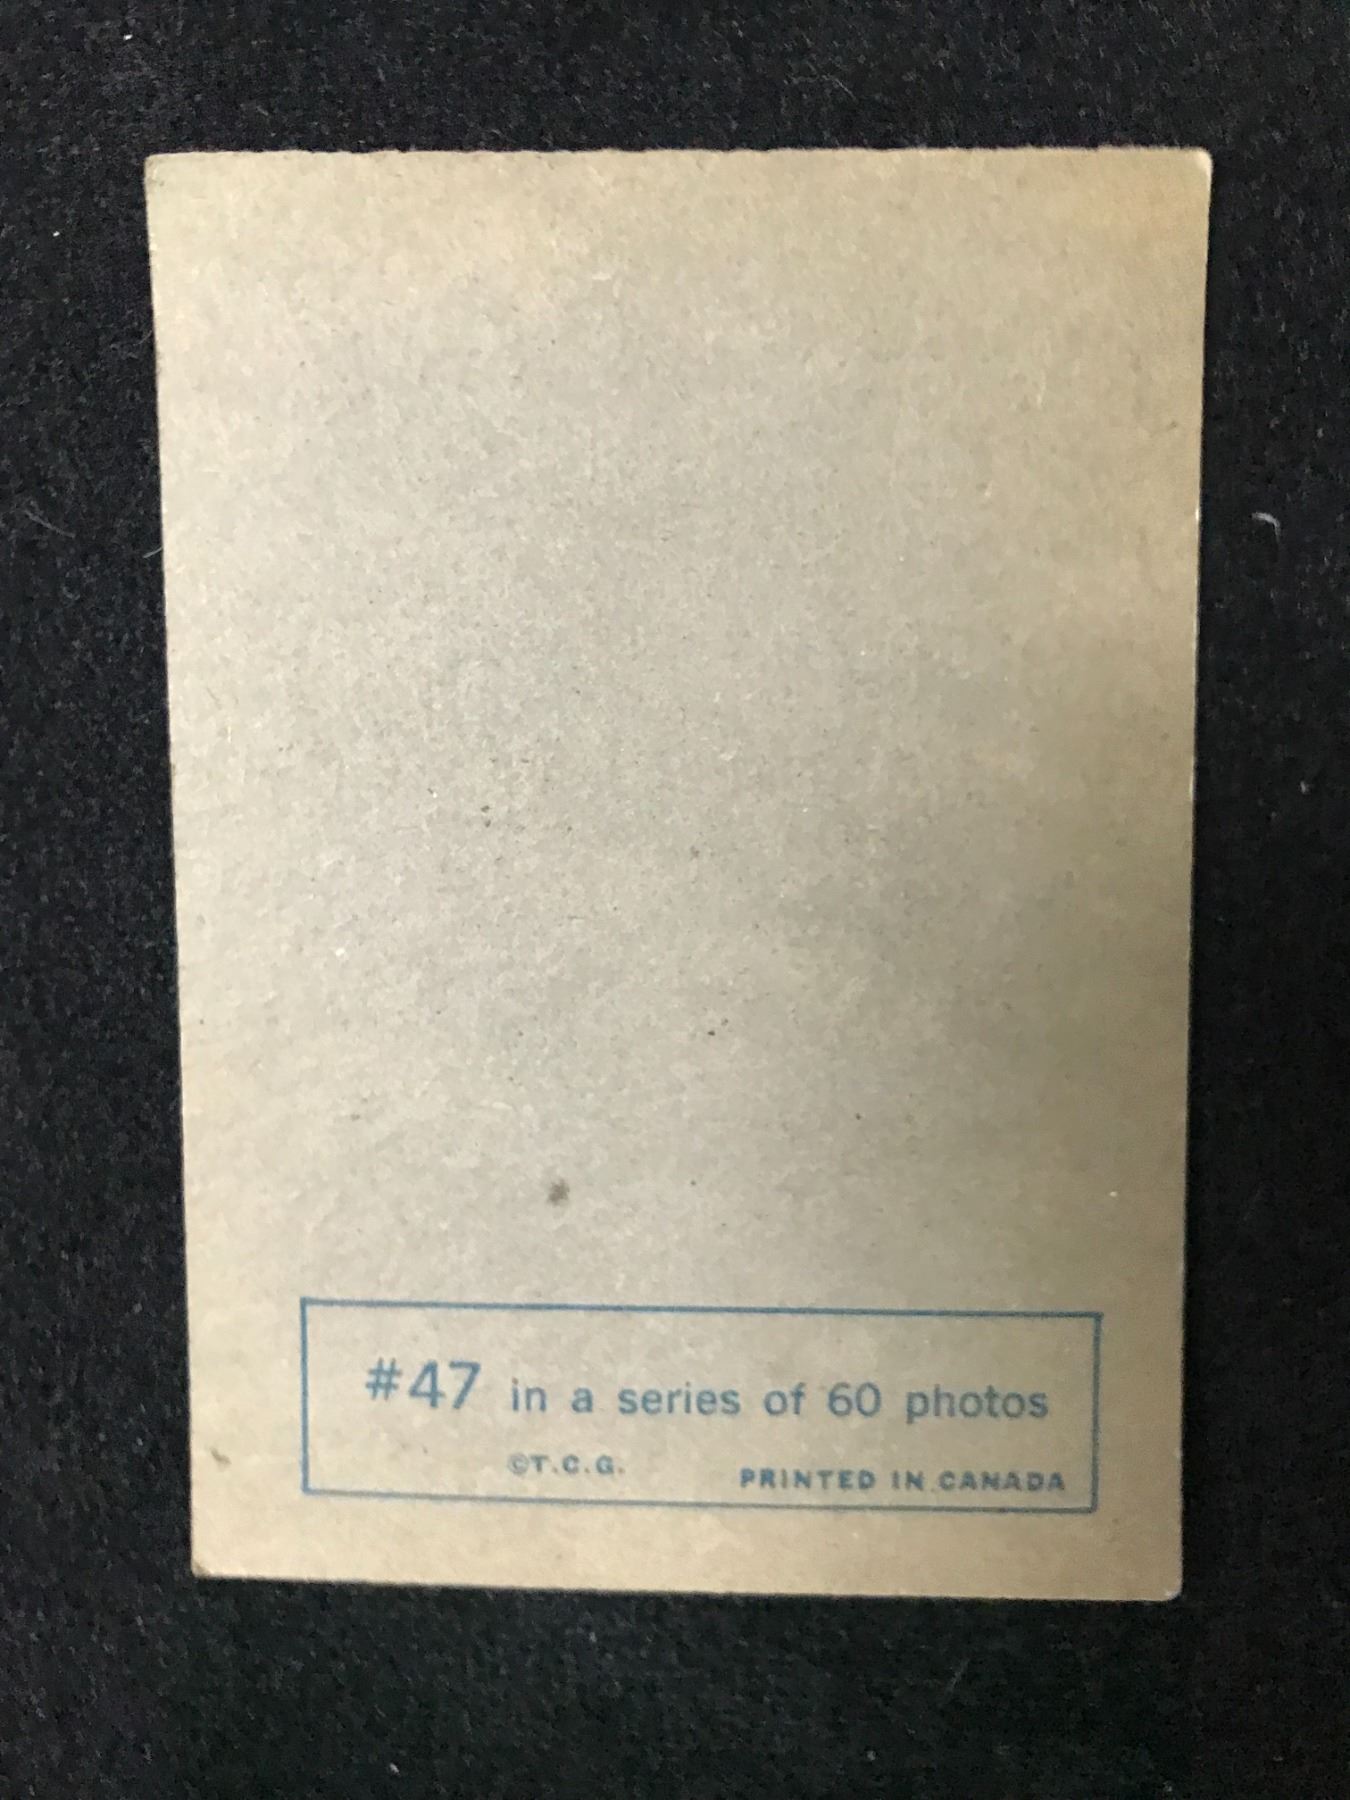 #47 in a series of 60 photos
©T.C.G. PRINTED IN CANADA